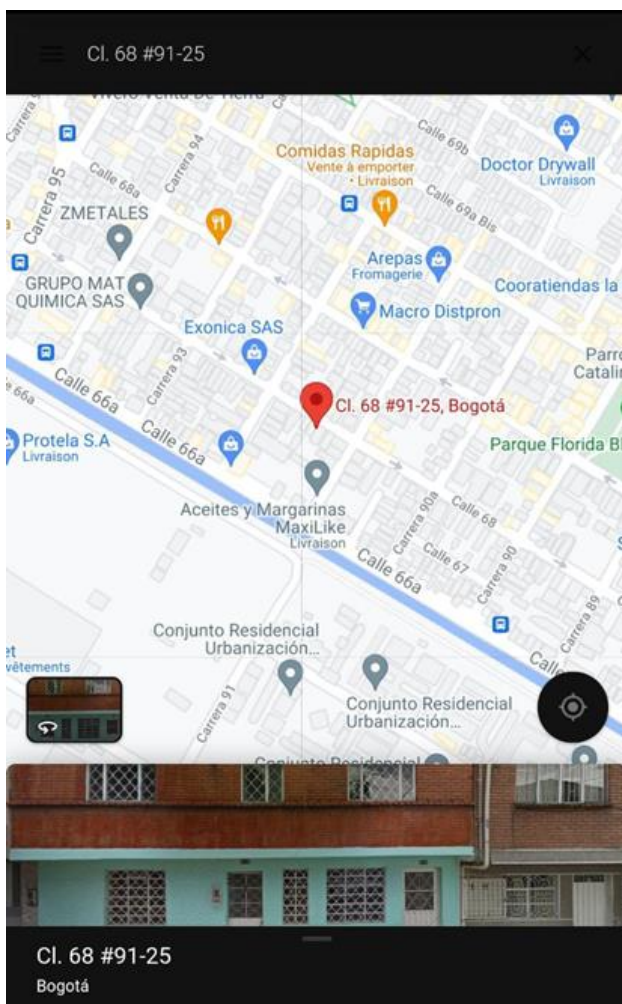 Cl. 68 #91-25
Vivero Venta De Tierra
Calle 69b
Carrera 94
Comidas Rapidas
Vente à emporter
• Livraison
Doctor Drywall
Livraison
Carrera 95
Calle 68a
Calle 69a Bis
ZMETALES
Arepas
Fromagerie
GRUPO MAT
QUIMICA SAS
Cooratiendas la
Macro Distpron
Exonica SAS
Carrera 93
Parr
Catali
Calle 66a
Cl. 68 #91-25, Bogotá
Calle 66a
Protela S.A
Livraison
Parque Florida Bl
Aceites y Margarinas
MaxiLike
Livraison
Carrera 90a
Calle 68
Calle 66a
Calle 67
Carrera 90
Carrera 89
Conjunto Residencial
Urbanización...
Calle
et
vêtements
Carrera 91
Conjunto Residencial
Urbanización...
Conjunto Residencial
Cl. 68 #91-25
Bogotá